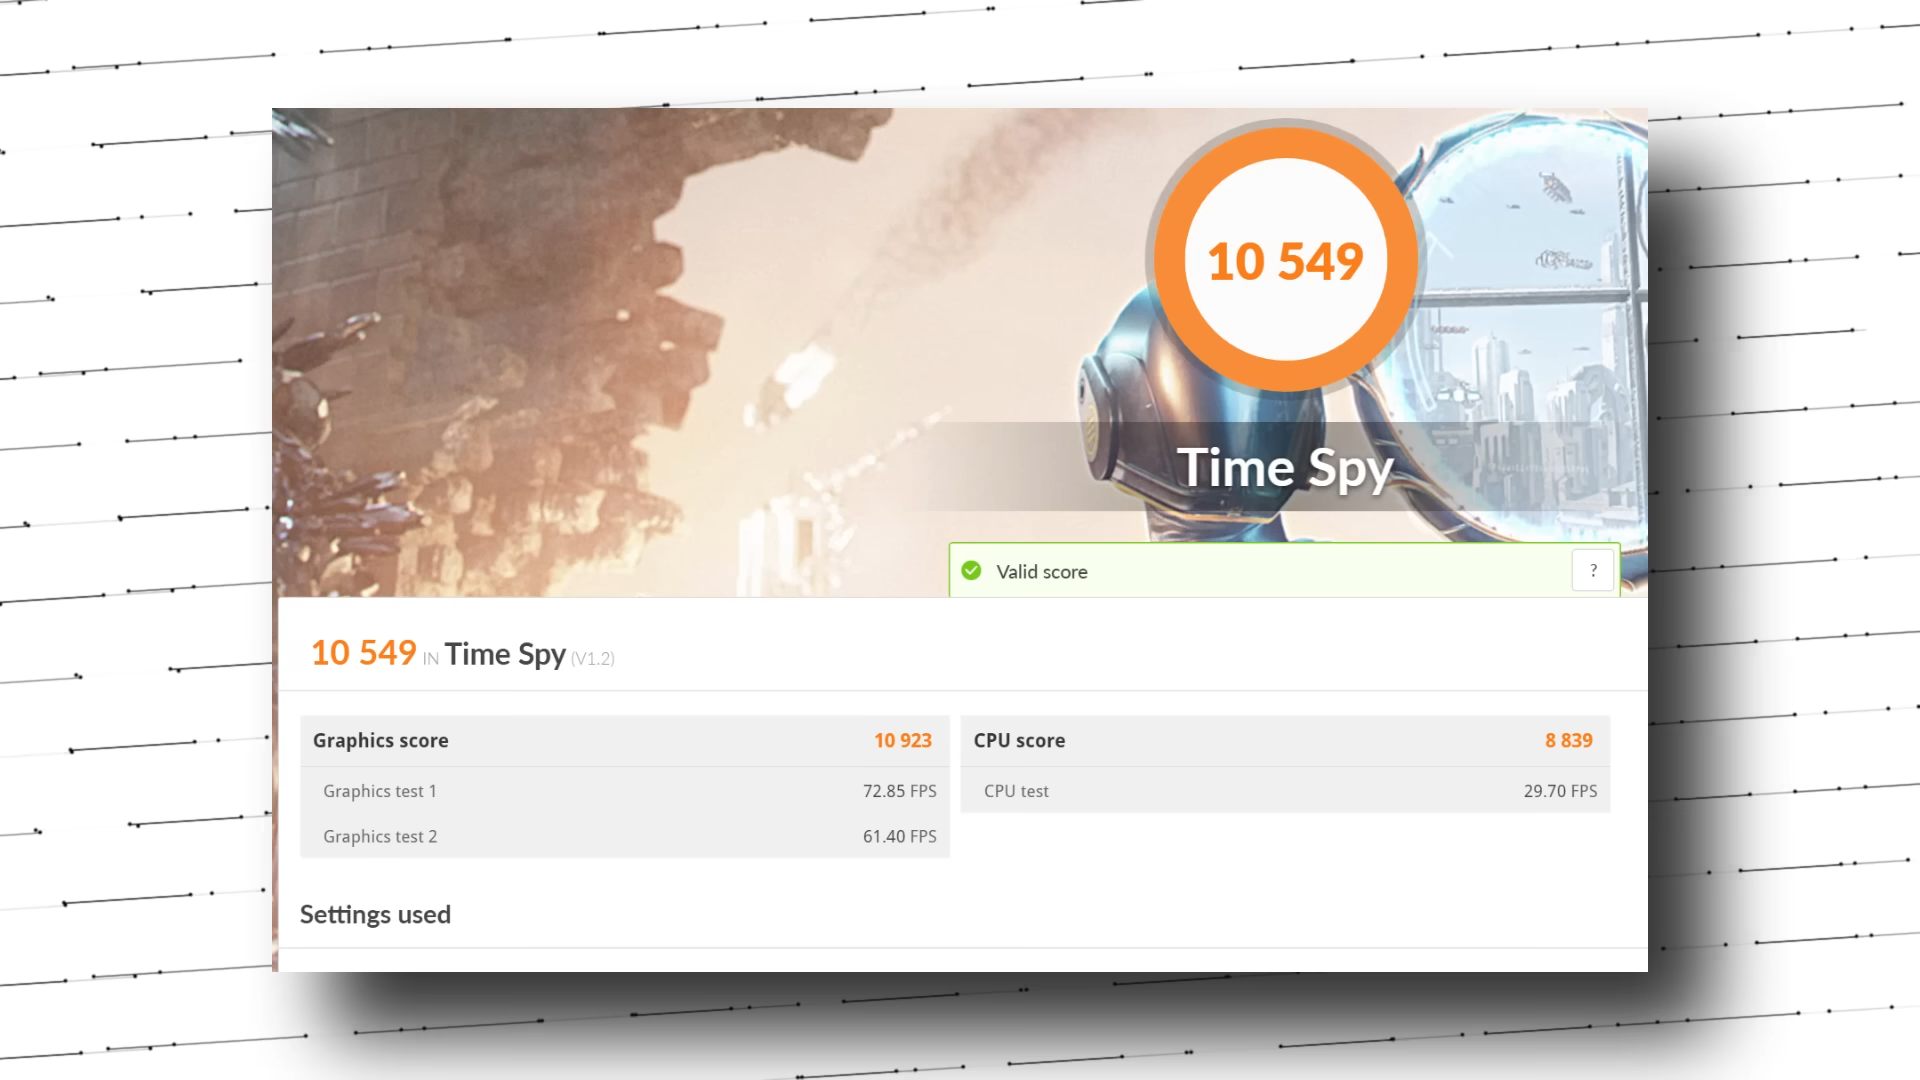 10 549
Time Spy
Valid score
?
10 549 IN Time Spy (V1.2)
Graphics score 10 923
Graphics test 1 72.85 FPS
Graphics test 2 61.40 FPS
CPU score 8 839
CPU test 29.70 FPS
Settings used